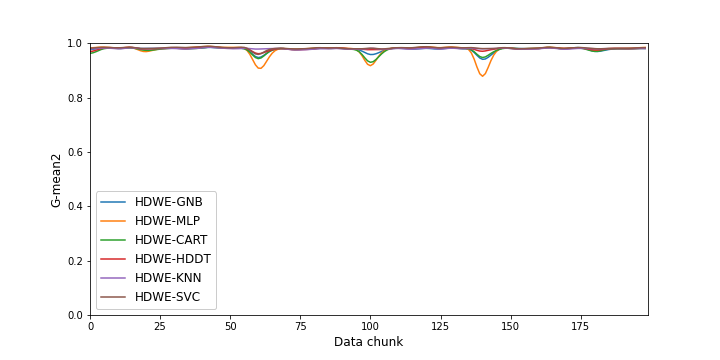 1.0
0.8
0.6
0.4
0.2
0.0
G-mean2
HDWE-GNB
HDWE-MLP
HDWE-CART
HDWE-HDDT
HDWE-KNN
HDWE-SVC
0 25 50 75 100 125 150 175
Data chunk